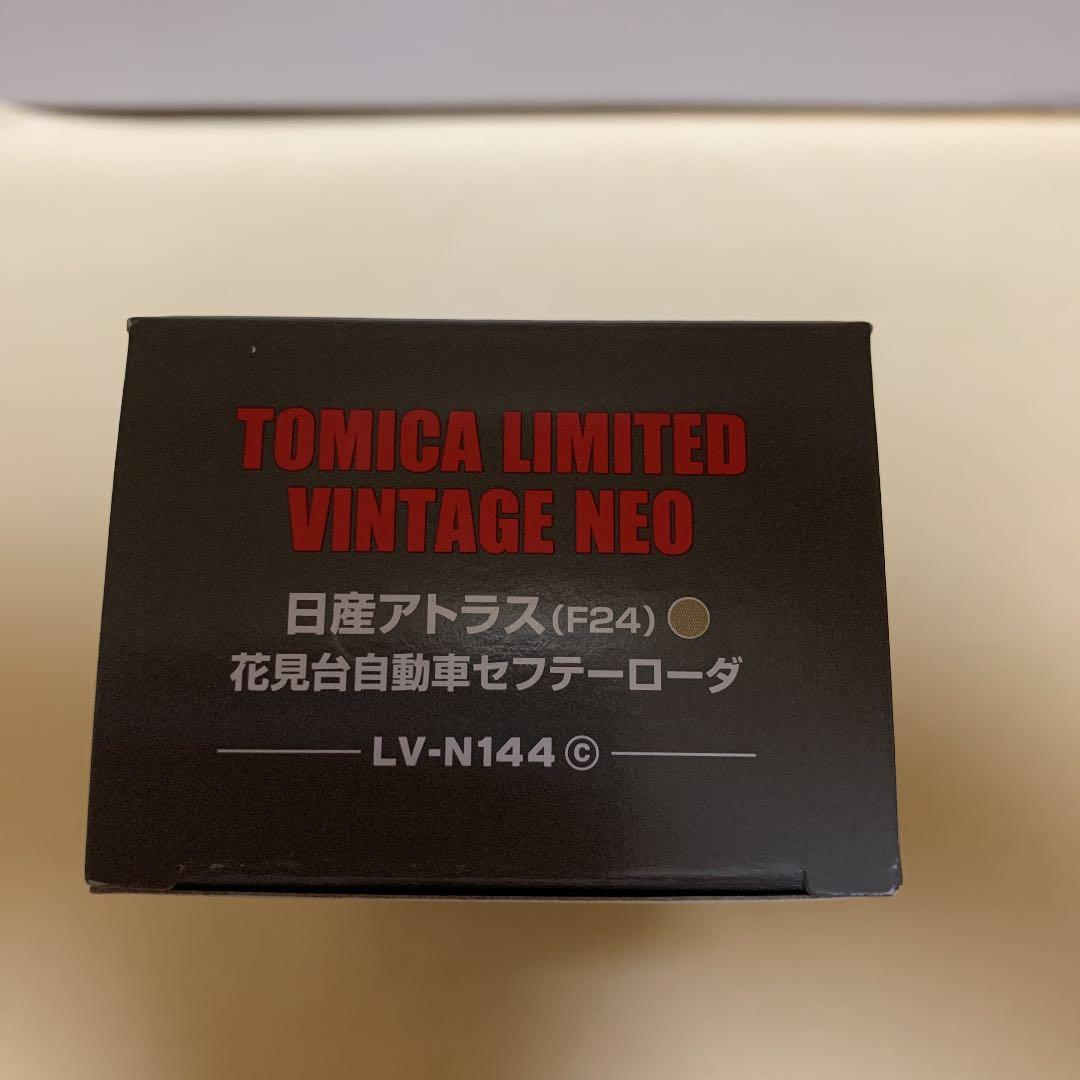 TOMICA LIMITED
VINTAGE NEO
日産アトラス(F24)
花見台自動車セフテーローダ
LV-N144 ⓒ